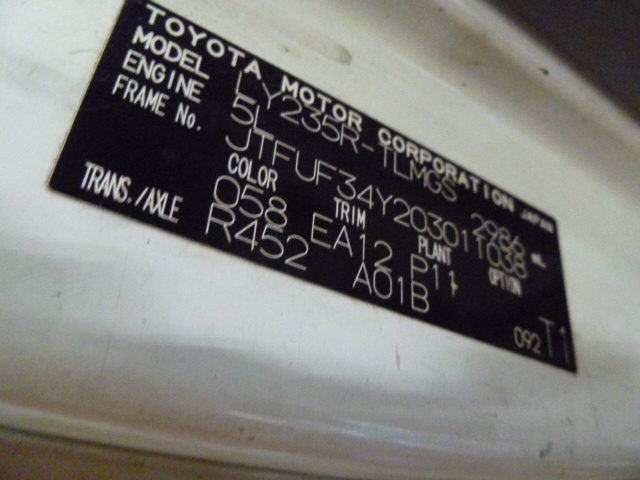 TOYOTA MOTOR CORPORATION JAPAN
MODEL LY235R-TLMGS
ENGINE 5L 2986 ML
FRAME No. JTFUF34Y203011038
COLOR TRIM PLANT OPTION
058 EA12 P11
TRANS./AXLE R452 A01B
092 T1